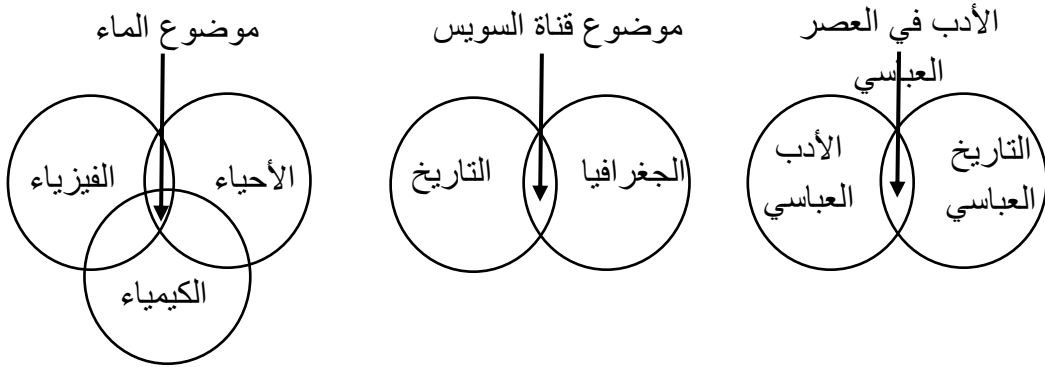 الأدب في العصر
العباسي
موضوع قناة السويس
موضوع الماء
التاريخ
العباسي
الأدب
العباسي
الجغرافيا
التاريخ
الأحياء
الفيزياء
الكيمياء